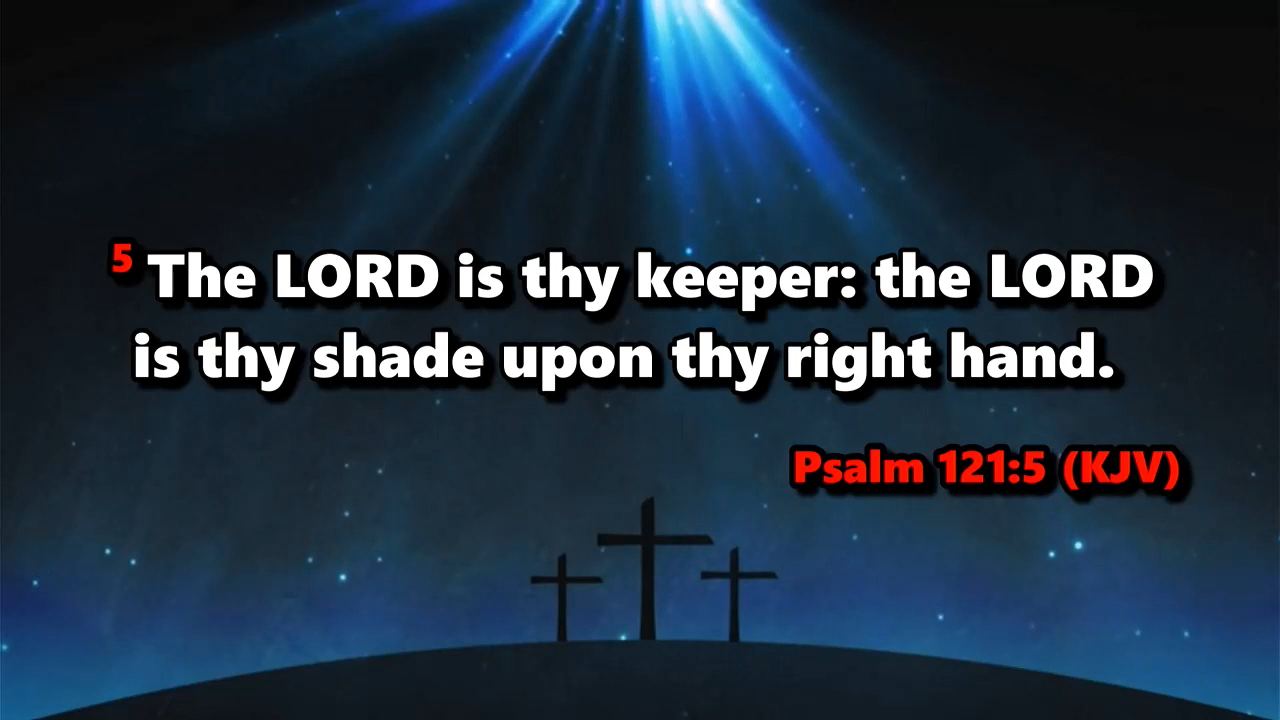 5 The LORD is thy keeper: the LORD
is thy shade upon thy right hand.
Psalm 121:5 (KJV)